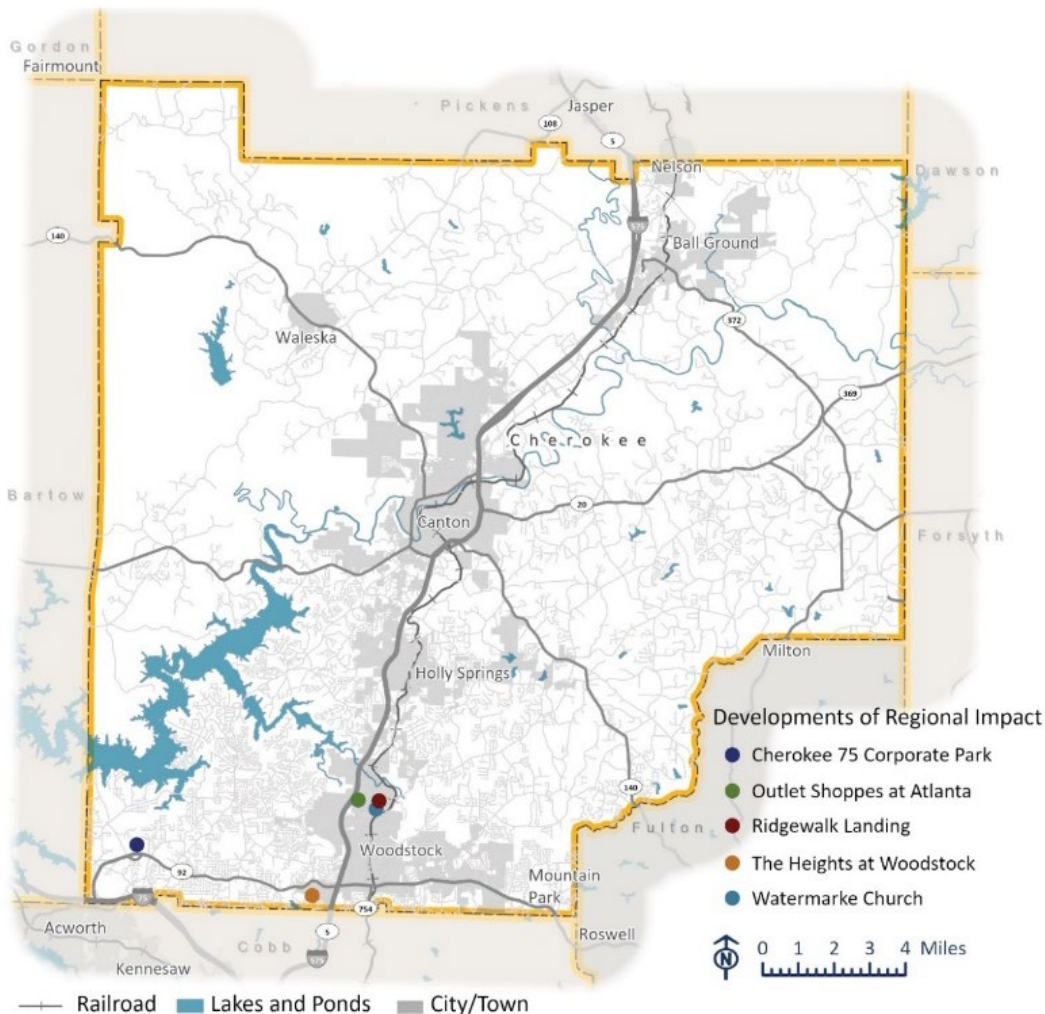 Gordon
Fairmount
Pickens
Jasper
108
5
Nelson
Dawson
140
575
Ball Ground
Waleska
372
369
Cherokee
Bartow
20
Canton
Forsyth
Holly Springs
Milton
Developments of Regional Impact
Cherokee 75 Corporate Park
Outlet Shoppes at Atlanta
Ridgewalk Landing
The Heights at Woodstock
Watermarke Church
140
Fulton
Woodstock
92
Mountain
Park
75
754
Acworth
5
Cobb
Roswell
575
Kennesaw
N
0 1 2 3 4 Miles
Railroad Lakes and Ponds City/Town